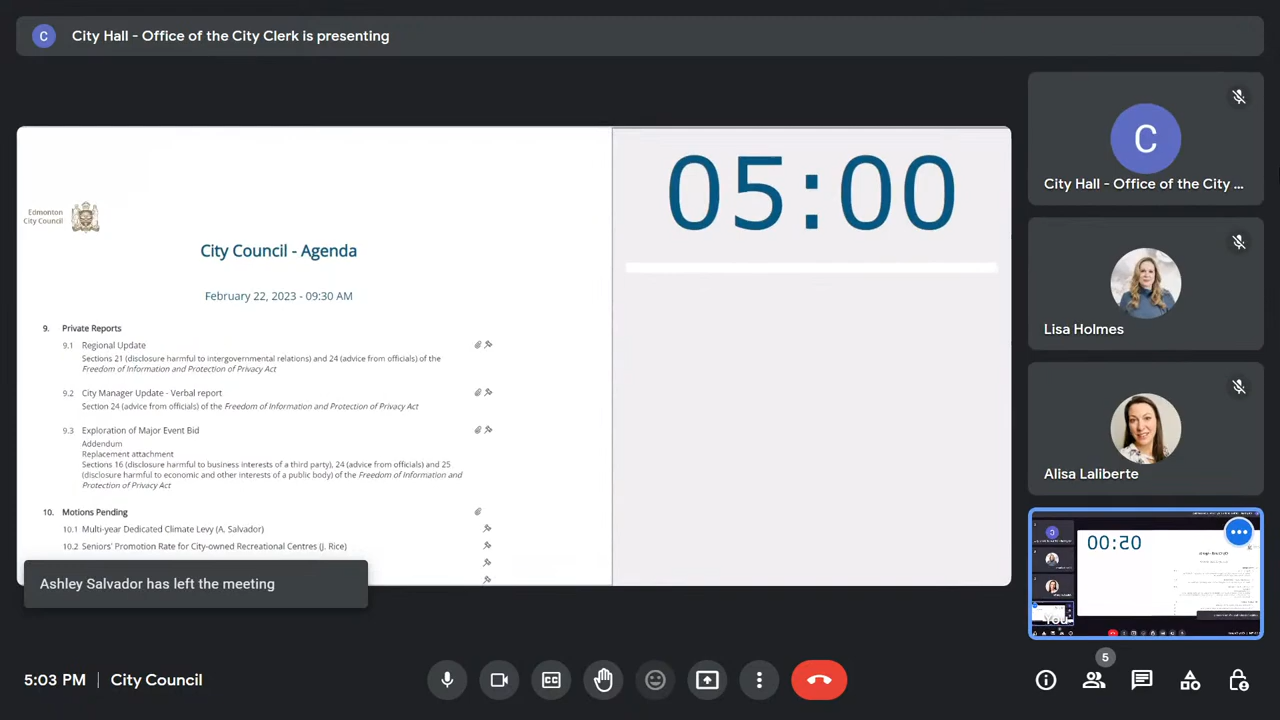 C City Hall - Office of the City Clerk is presenting
Edmonton
City Council
City Council - Agenda
February 22, 2023 - 09:30 AM
9. Private Reports
9.1 Regional Update
Sections 21 (disclosure harmful to intergovernmental relations) and 24 (advice from officials) of the
Freedom of Information and Protection of Privacy Act
9.2 City Manager Update - Verbal report
Section 24 (advice from officials) of the Freedom of Information and Protection of Privacy Act
9.3 Exploration of Major Event Bid
Addendum
Replacement attachment
Sections 16 (disclosure harmful to business interests of a third party), 24 (advice from officials) and 25
(disclosure harmful to economic and other interests of a public body) of the Freedom of Information and
Protection of Privacy Act
10. Motions Pending
10.1 Multi-year Dedicated Climate Levy (A. Salvador)
10.2 Seniors' Promotion Rate for City-owned Recreational Centres (J. Rice)
Ashley Salvador has left the meeting
05:00
C
City Hall - Office of the City ...
Lisa Holmes
Alisa Laliberte
05:00
You
5:03 PM | City Council
CC
5